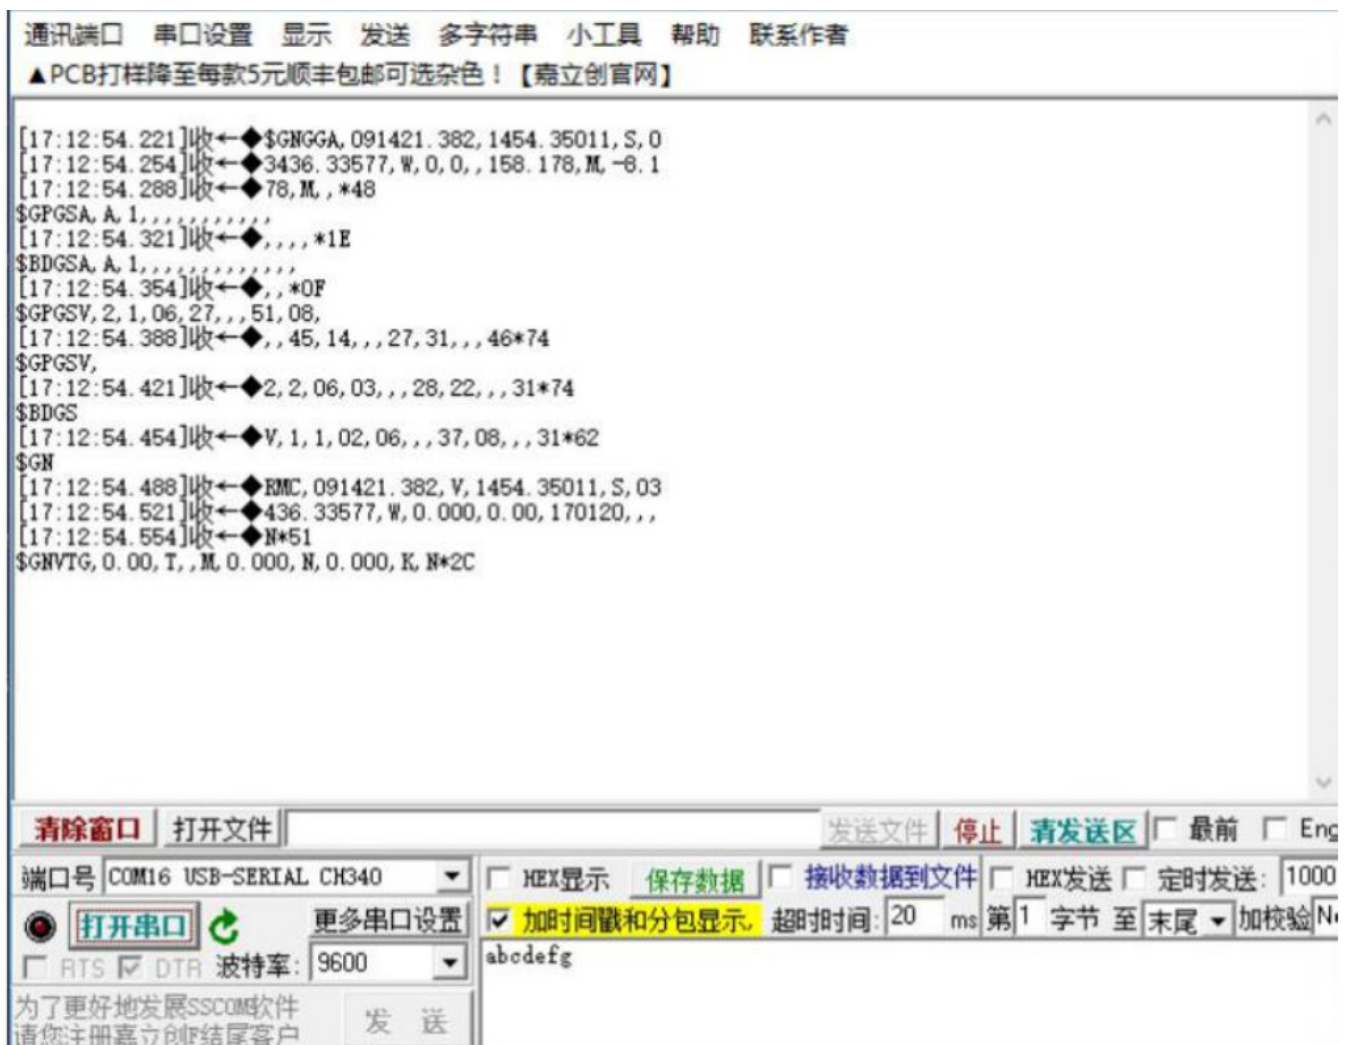 通讯端口 串口设置 显示 发送 多字符串 小工具 帮助 联系作者
▲PCB打样降至每款5元顺丰包邮可选杂色！【嘉立创官网】
[17:12:54.221]收←◆$GNGGA,091421.382,1454.35011,S,0
[17:12:54.254]收←◆3436.33577,W,0,0,,158.178,M,-8.1
[17:12:54.288]收←◆78,M,,*48
$GPGSA,A,1,,,,,,,,,,,
[17:12:54.321]收←◆,,,,*1E
$BDGSA,A,1,,,,,,,,,,,,,
[17:12:54.354]收←◆,,*0F
$GPGSV,2,1,06,27,,,51,08,
[17:12:54.388]收←◆,,45,14,,,27,31,,,46*74
$GPGSV,
[17:12:54.421]收←◆2,2,06,03,,,28,22,,,31*74
$BDGS
[17:12:54.454]收←◆V,1,1,02,06,,,37,08,,,31*62
$GN
[17:12:54.488]收←◆RMC,091421.382,V,1454.35011,S,03
[17:12:54.521]收←◆436.33577,W,0.000,0.00,170120,,,
[17:12:54.554]收←◆N*51
$GNVTG,0.00,T,,M,0.000,N,0.000,K,N*2C
清除窗口 打开文件 发送文件 停止 清发送区 最前 Eng
端口号 COM16 USB-SERIAL CH340 HEX显示 保存数据 接收数据到文件 HEX发送 定时发送: 1000
打开串口 更多串口设置 加时间戳和分包显示, 超时时间: 20 ms 第1 字节 至 末尾 加校验
RTS DTR 波特率: 9600 abcdefg
为了更好地发展SSCOM软件 发 送
请您注册嘉立创F结尾客户